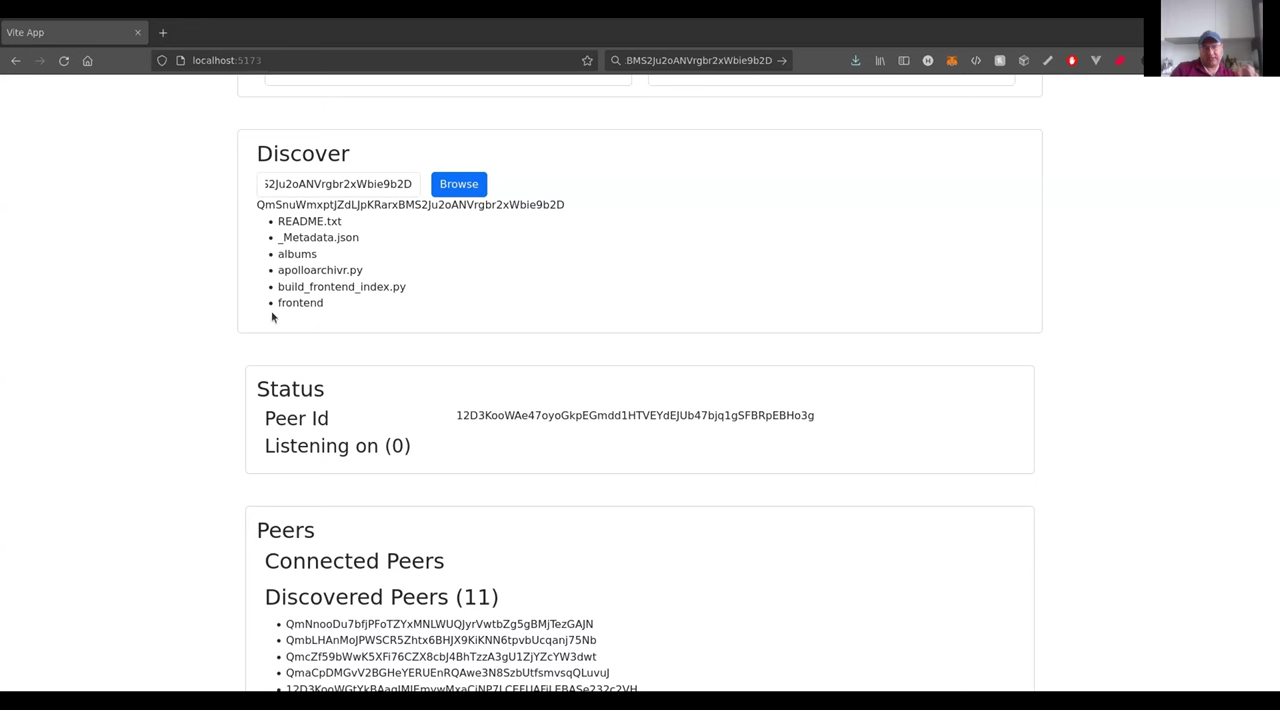 Vite App
localhost:5173
BMS2Ju2oANVrgbr2xWbie9b2D
Discover
S2Ju2oANVrgbr2xWbie9b2D Browse
QmSnuWmxptJZdLJpKRarxBMS2Ju2oANVrgbr2xWbie9b2D
README.txt
_Metadata.json
albums
apolloarchivr.py
build_frontend_index.py
frontend
Status
Peer Id 12D3KooWAe47oyoGkpEGmdd1HTVEYdEJUb47bjq1gSFBRpEBHo3g
Listening on (0)
Peers
Connected Peers
Discovered Peers (11)
QmNnooDu7bfjPFoTZYxMNLWUQJyrVwtbZg5gBMjTezGAJN
QmbLHAnMoJPWSCR5Zhtx6BHJX9KiKNN6tpvbUcqanj75Nb
QmcZf59bWwK5XFi76CZX8cbJ4BhTzzA3gU1ZjYZcYW3dwt
QmaCpDMGvV2BGHeYERUEnRQAwe3N8SzbUtfsmvsqQLuvuJ